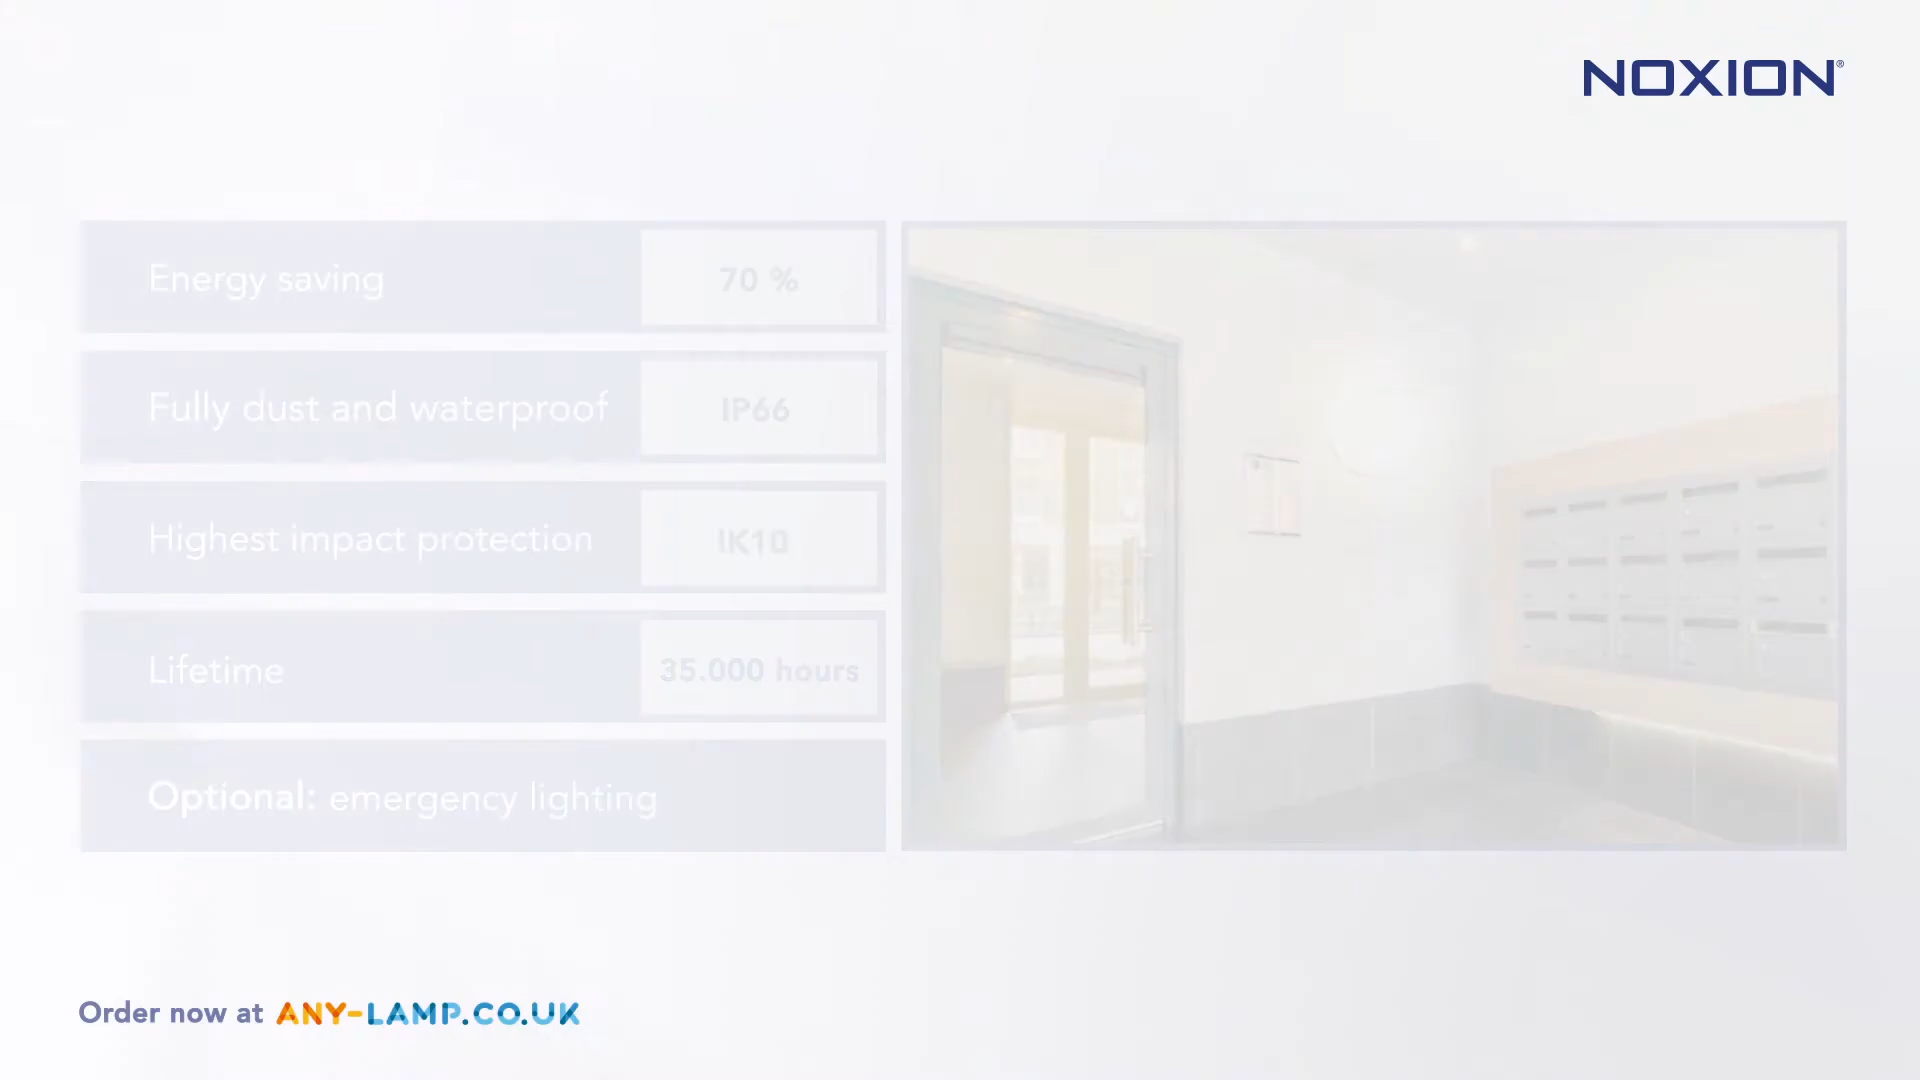 NOXION®
Energy saving 70 %
Fully dust and waterproof IP66
Highest impact protection IK10
Lifetime 35.000 hours
Optional: emergency lighting
Order now at ANY-LAMP.CO.UK